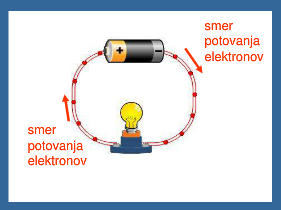 smer
potovanja
elektronov
+
-
smer
potovanja
elektronov